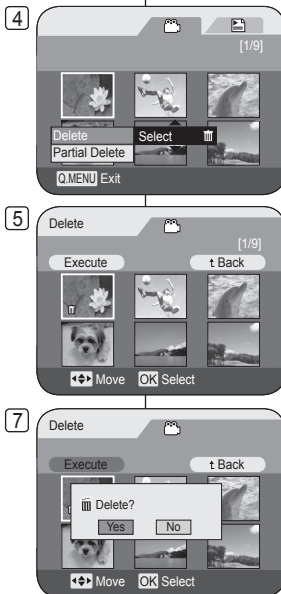 4
[1/9]
Delete Select
Partial Delete
Q.MENU Exit
5
Delete
[1/9]
Execute t Back
Move OK Select
7
Delete
Execute t Back
Delete?
Yes No
Move OK Select